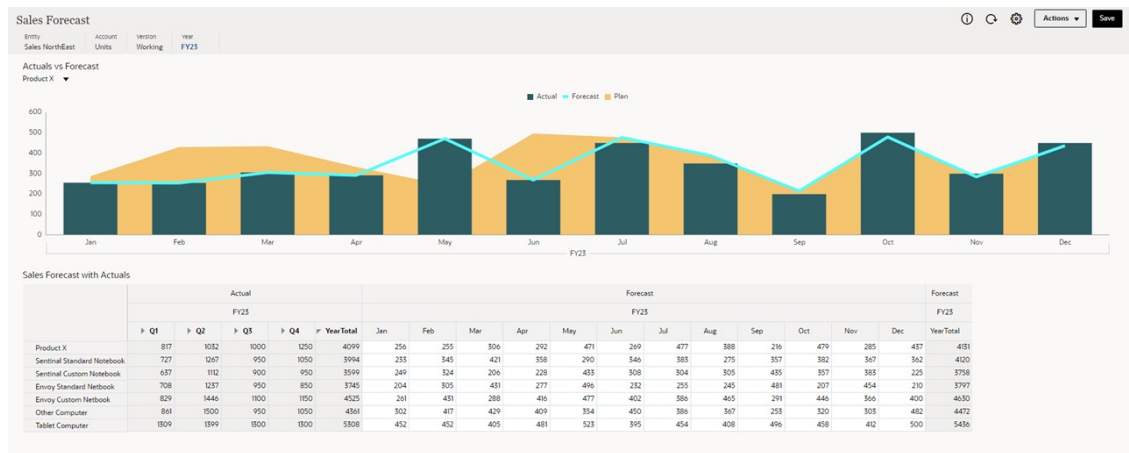 Sales Forecast
Actions
Save
Entity Account Version Year
Sales NorthEast Units Working FY23
Actuals vs Forecast
Product X
Actual Forecast Plan
600
500
400
300
200
100
0
Jan Feb Mar Apr May Jun Jul Aug Sep Oct Nov Dec
FY23
Sales Forecast with Actuals
Actual Forecast Forecast
FY23 FY23 FY23
Q1 Q2 Q3 Q4 YearTotal Jan Feb Mar Apr May Jun Jul Aug Sep Oct Nov Dec YearTotal
Product X 817 1032 1000 1250 4099 256 255 306 292 471 269 477 388 216 479 285 437 4131
Sentinal Standard Notebook 727 1267 950 1050 3994 233 345 421 358 290 346 383 275 357 382 367 362 4120
Sentinal Custom Notebook 637 1112 900 950 3599 249 324 206 228 433 308 304 305 435 357 383 225 3758
Envoy Standard Netbook 708 1237 950 850 3745 204 305 431 277 496 232 255 245 481 207 454 210 3797
Envoy Custom Netbook 829 1446 1100 1150 4525 261 431 288 416 477 402 386 465 291 446 366 400 4630
Other Computer 861 1500 950 1050 4361 302 417 429 409 354 450 386 367 253 320 303 482 4472
Tablet Computer 1309 1399 1300 1300 5308 452 452 405 481 523 395 454 408 496 458 412 500 5436